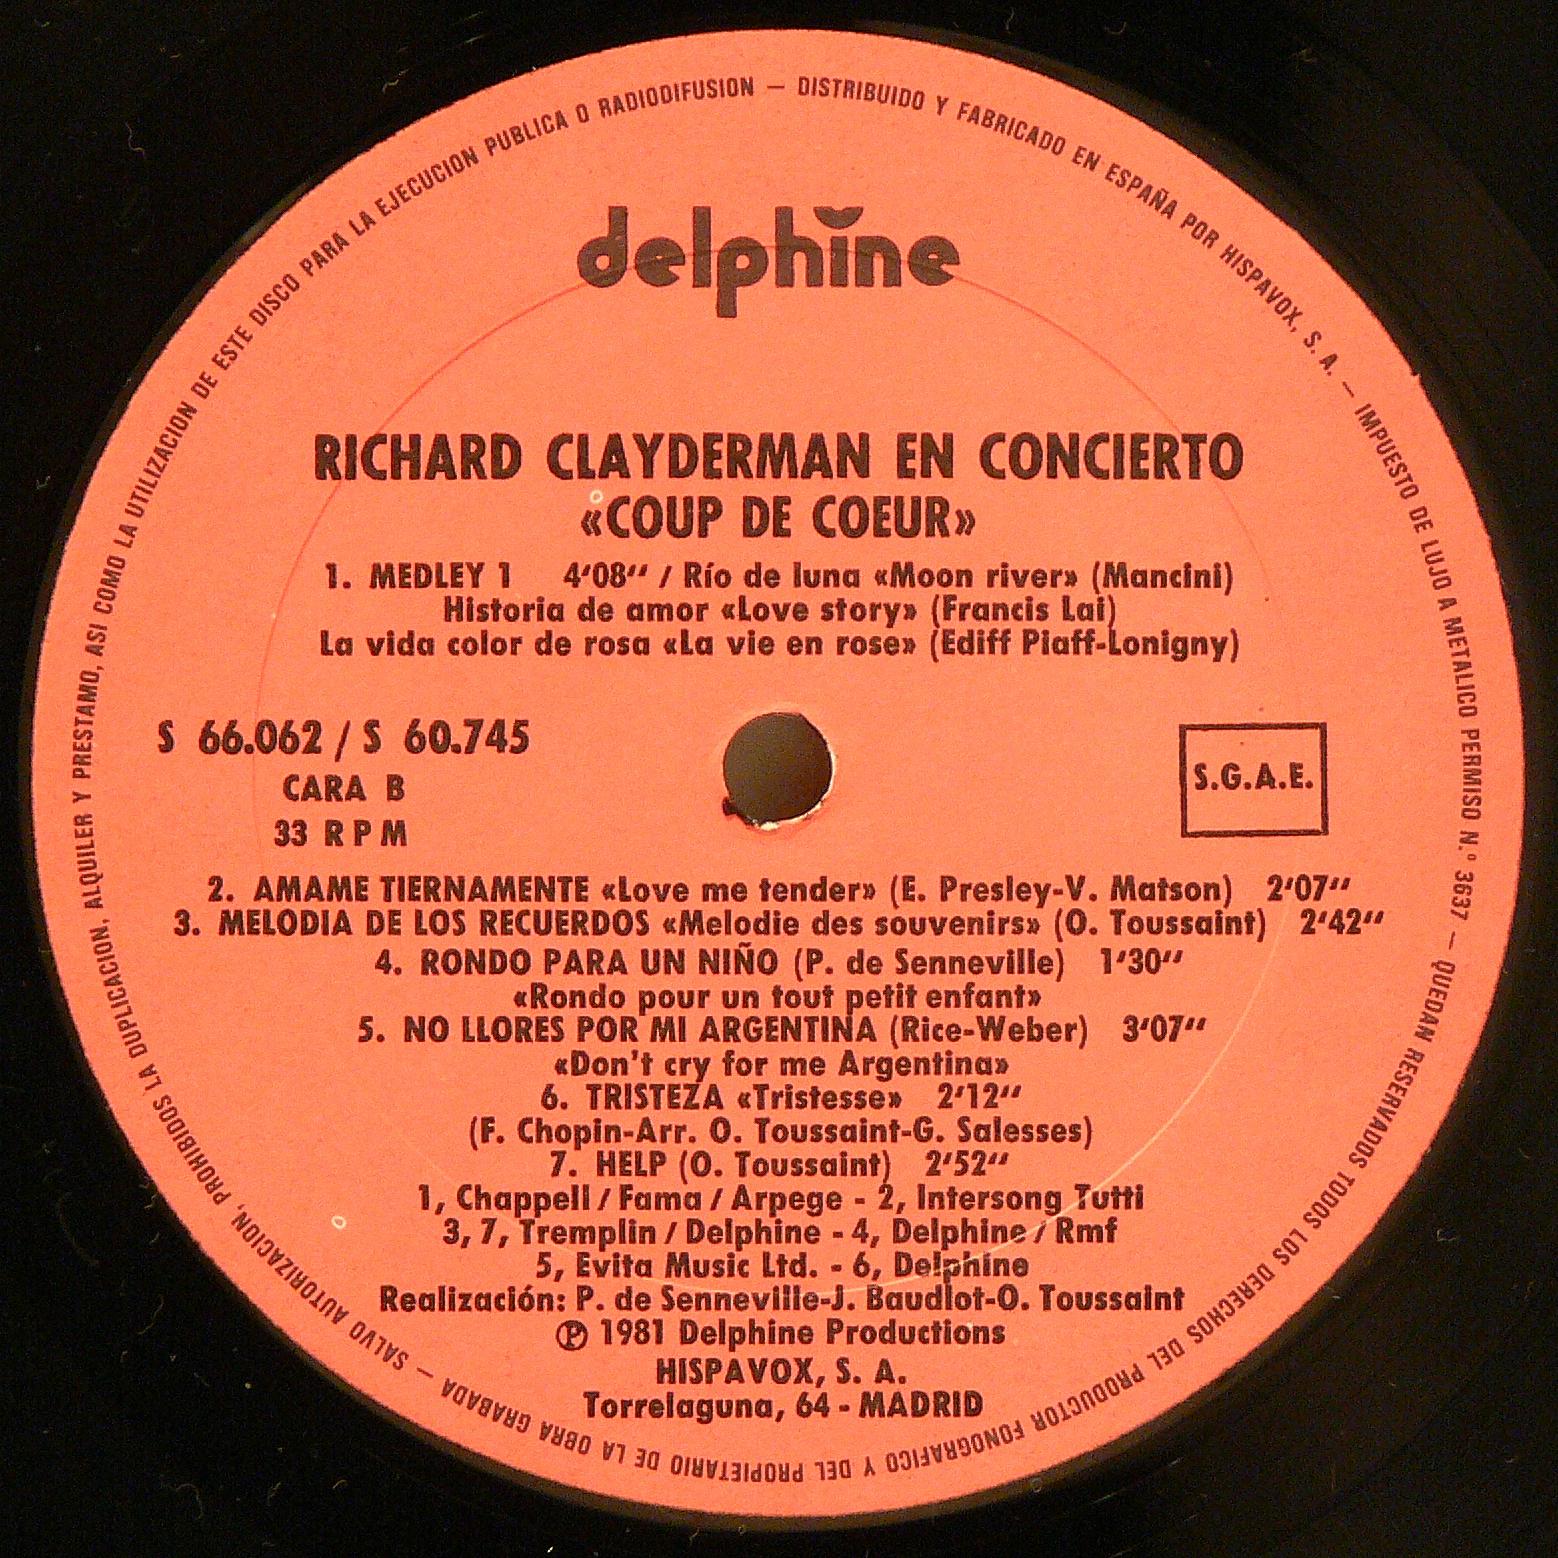 DISTRIBUIDO Y FABRICADO EN ESPAÑA POR HISPAVOX, S. A. — IMPUESTO DE LUJO A METALICO PERMISO N.º 3637 — QUEDAN RESERVADOS TODOS LOS DERECHOS DEL PRODUCTOR FONOGRAFICO Y DEL PROPIETARIO DE LA OBRA GRABADA — SALVO AUTORIZACION, PROHIBIDOS LA DUPLICACION, ALQUILER Y PRESTAMO, ASI COMO LA UTILIZACION DE ESTE DISCO PARA LA EJECUCION PUBLICA O RADIODIFUSION —
delphine
RICHARD CLAYDERMAN EN CONCIERTO
«COUP DE COEUR»
1. MEDLEY 1 4'08'' / Río de luna «Moon river» (Mancini)
Historia de amor «Love story» (Francis Lai)
La vida color de rosa «La vie en rose» (Ediff Piaff-Lonigny)
S 66.062 / S 60.745
CARA B
33 RPM
S.G.A.E.
2. AMAME TIERNAMENTE «Love me tender» (E. Presley-V. Matson) 2'07''
3. MELODIA DE LOS RECUERDOS «Melodie des souvenirs» (O. Toussaint) 2'42''
4. RONDO PARA UN NIÑO (P. de Senneville) 1'30''
«Rondo pour un tout petit enfant»
5. NO LLORES POR MI ARGENTINA (Rice-Weber) 3'07''
«Don't cry for me Argentina»
6. TRISTEZA «Tristesse» 2'12''
(F. Chopin-Arr. O. Toussaint-G. Salesses)
7. HELP (O. Toussaint) 2'52''
1, Chappell / Fama / Arpege - 2, Intersong Tutti
3, 7, Tremplin / Delphine - 4, Delphine / Rmf
5, Evita Music Ltd. - 6, Delphine
Realización: P. de Senneville-J. Baudlot-O. Toussaint
℗ 1981 Delphine Productions
HISPAVOX, S. A.
Torrelaguna, 64 - MADRID